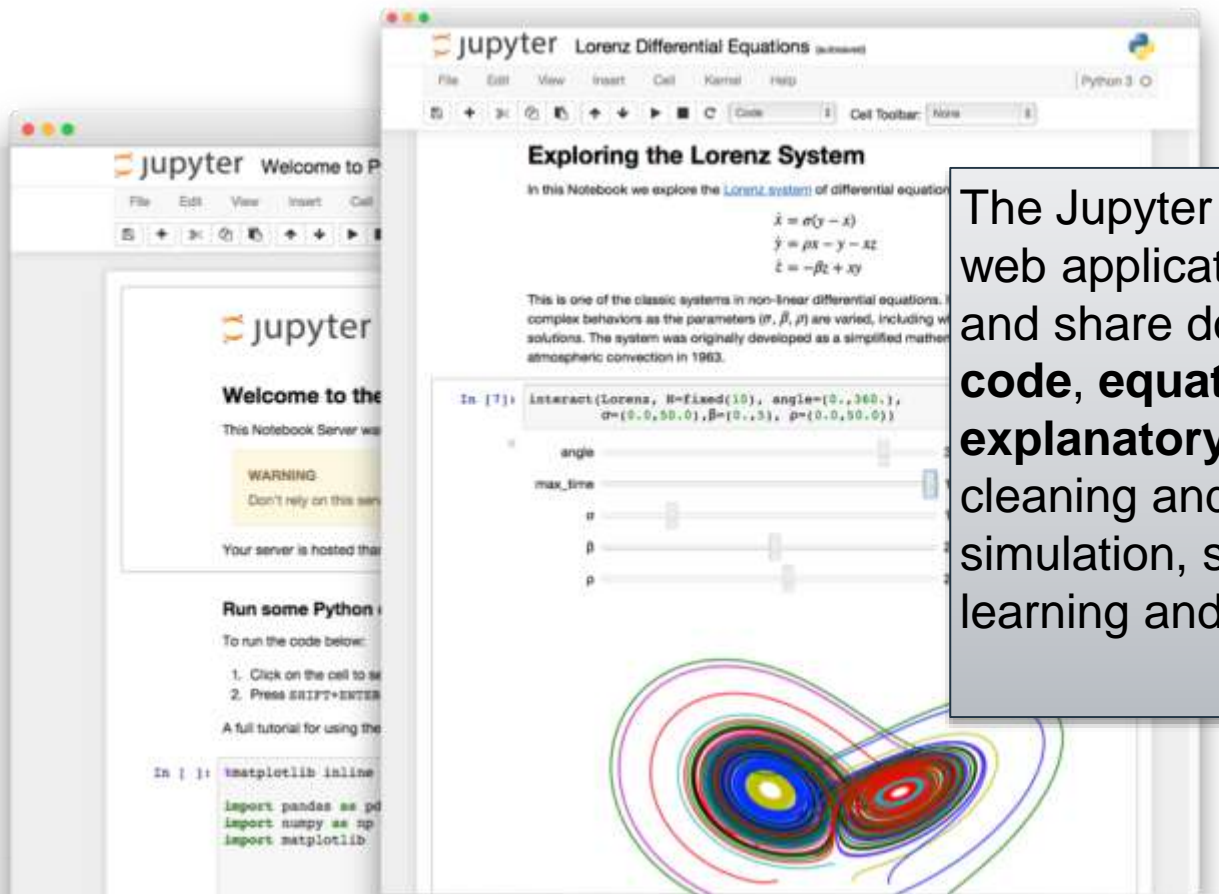 jupyter Lorenz Differential Equations (autosaved)
File Edit View Insert Cell Kernel Help
Python 3
Code
Cell Toolbar: None
Exploring the Lorenz System
In this Notebook we explore the Lorenz system of differential equation
ẋ = σ(y − x)
ẏ = ρx − y − xz
ż = −βz + xy
This is one of the classic systems in non-linear differential equations.
complex behaviors as the parameters (σ, β, ρ) are varied, including
solutions. The system was originally developed as a simplified
atmospheric convection in 1963.
In [7]: interact(Lorenz, N=fixed(10), angle=(0.,360.),
σ=(0.0,50.0),β=(0.,5), ρ=(0.0,50.0))
angle
max_time
σ
β
ρ
jupyter Welcome to P
File Edit View Insert Cell
jupyter
Welcome to the
This Notebook Server was
WARNING
Don't rely on this
Your server is hosted
Run some Python
To run the code below:
1. Click on the cell to
2. Press SHIFT+ENTER
A full tutorial for using the
In [ ]: %matplotlib inline
import pandas as pd
import numpy as np
import matplotlib
The Jupyter
web applicat
and share d
code, equat
explanatory
cleaning and
simulation, s
learning and